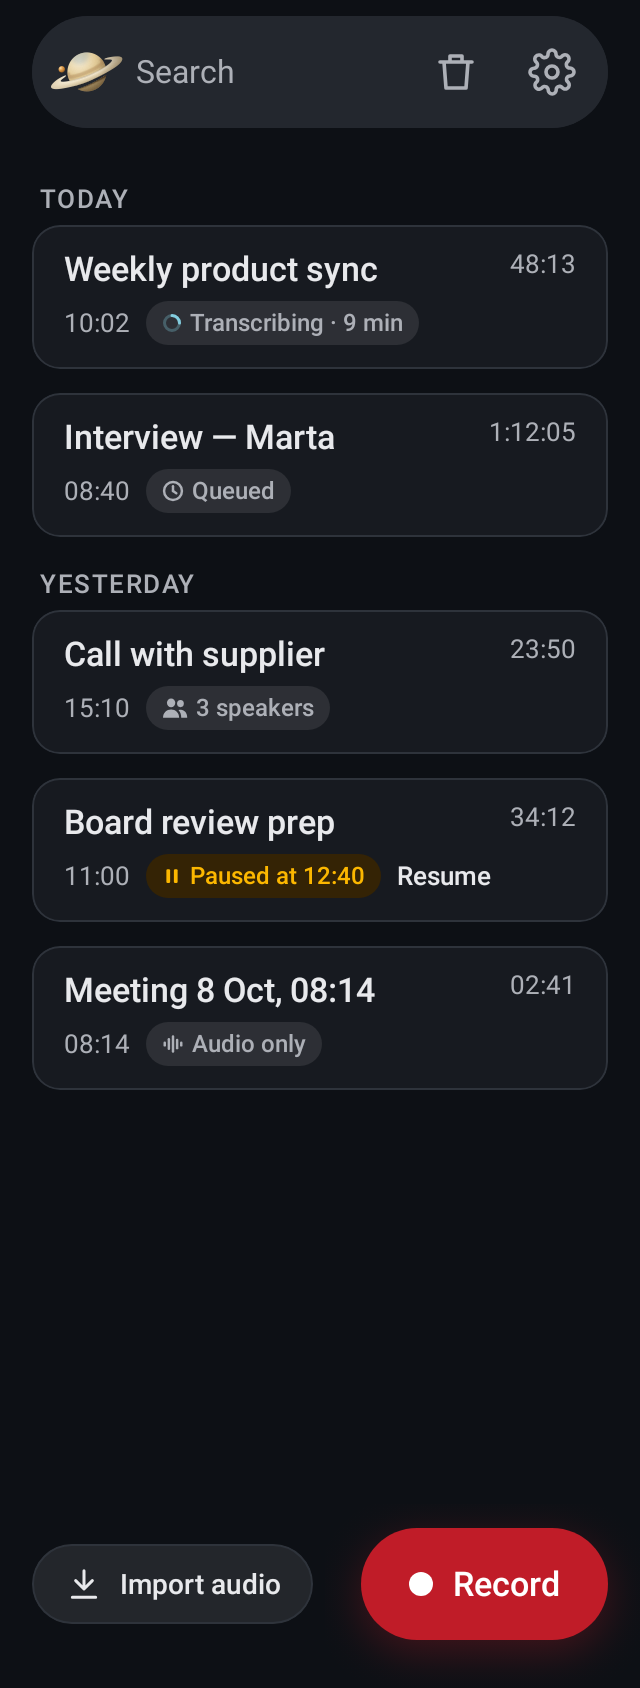 Search
TODAY
Weekly product sync 48:13
10:02 Transcribing · 9 min
Interview — Marta 1:12:05
08:40 Queued
YESTERDAY
Call with supplier 23:50
15:10 3 speakers
Board review prep 34:12
11:00 Paused at 12:40 Resume
Meeting 8 Oct, 08:14 02:41
08:14 Audio only
Import audio Record